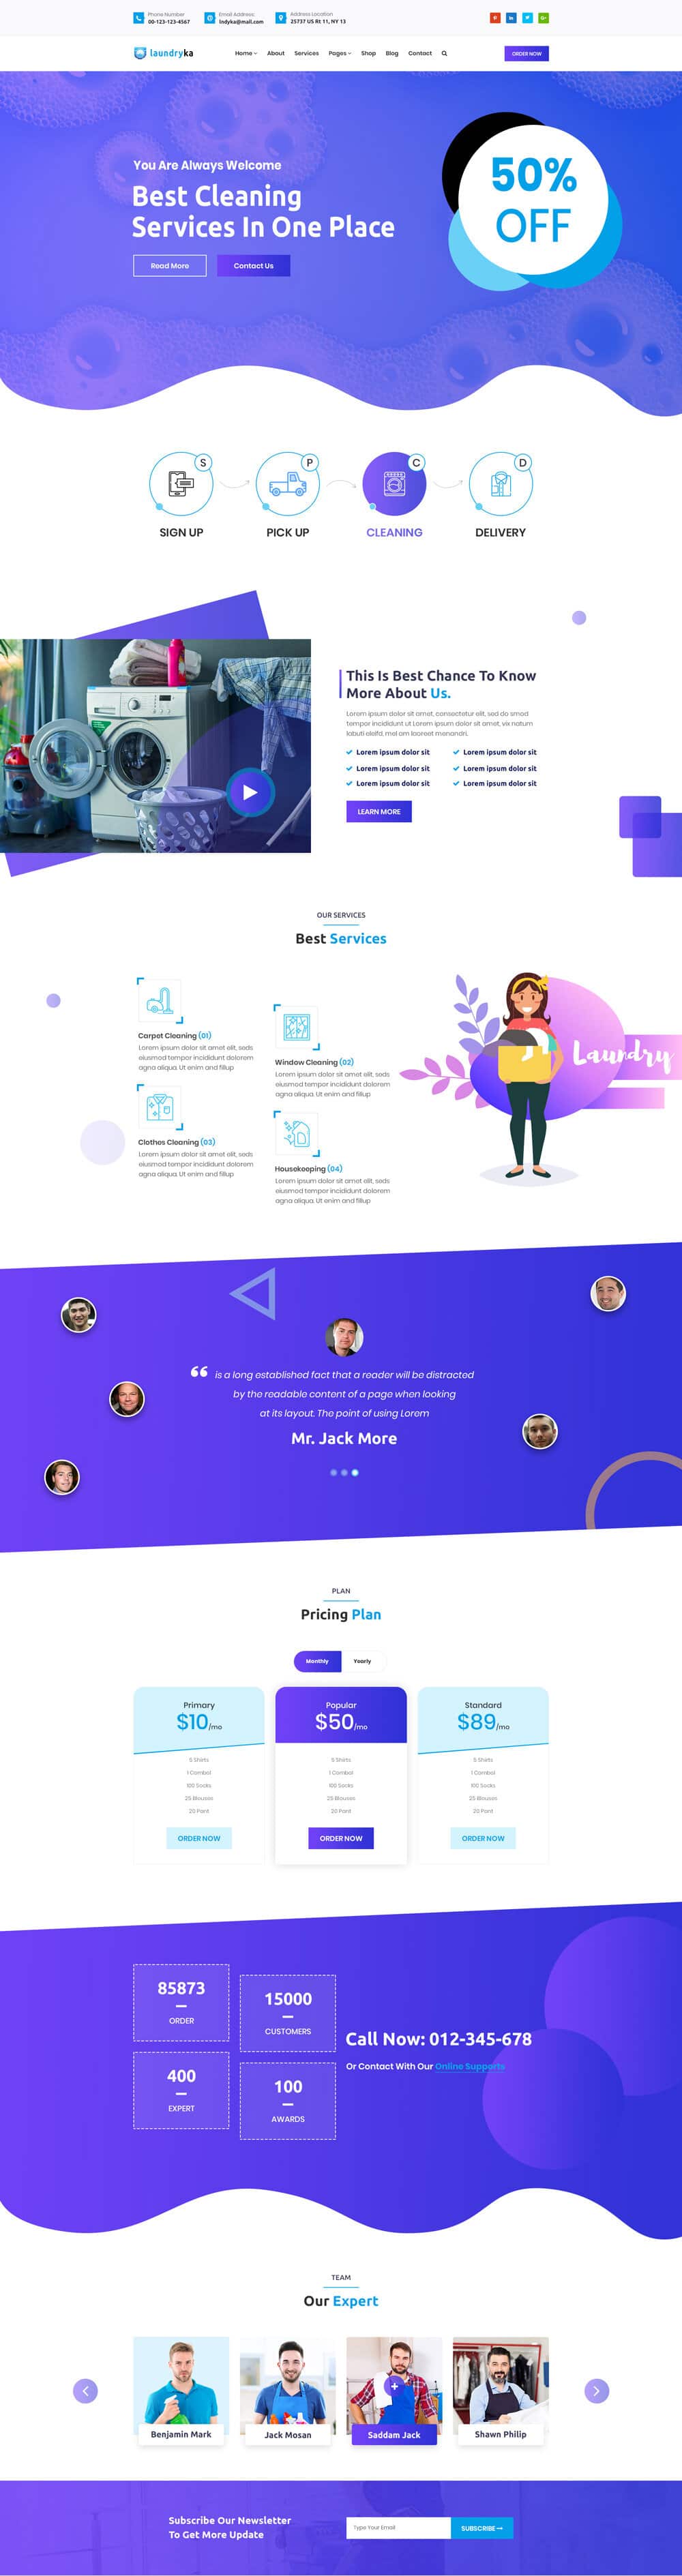 Phone Number
00-123-123-4567
Email Address
lndyka@mail.com
Address Location
25737 US Rt 11, NY 13
laundryka
Home
About
Services
Pages
Shop
Blog
Contact
ORDER NOW
You Are Always Welcome
Best Cleaning
Services In One Place
Read More
Contact Us
50%
OFF
S
P
C
D
SIGN UP
PICK UP
CLEANING
DELIVERY
This Is Best Chance To Know
More About Us.
Lorem ipsum dolor sit amet, consectetur elit, sed do smod
tempor incididunt ut Lorem ipsum dolor sit amet, vix natum
labuti eleifd, mel am laoreet menandri.
Lorem ipsum dolor sit
Lorem ipsum dolor sit
Lorem ipsum dolor sit
Lorem ipsum dolor sit
Lorem ipsum dolor sit
Lorem ipsum dolor sit
LEARN MORE
OUR SERVICES
Best Services
Carpet Cleaning (01)
Lorem ipsum dolor sit amet elit, seds
eiusmod tempor incididunt dolorem
agna aliqua. Ut enim and fillup
Window Cleaning (02)
Lorem ipsum dolor sit amet elit, seds
eiusmod tempor incididunt dolorem
agna aliqua. Ut enim and fillup
Clothes Cleaning (03)
Lorem ipsum dolor sit amet elit, seds
eiusmod tempor incididunt dolorem
agna aliqua. Ut enim and fillup
Housekeeping (04)
Lorem ipsum dolor sit amet elit, seds
eiusmod tempor incididunt dolorem
agna aliqua. Ut enim and fillup
Laundry
“ is a long established fact that a reader will be distracted
by the readable content of a page when looking
at its layout. The point of using Lorem
Mr. Jack More
PLAN
Pricing Plan
Monthly
Yearly
Primary
$10/mo
5 Shirts
1 Combol
100 Socks
25 Blouses
20 Pant
ORDER NOW
Popular
$50/mo
5 Shirts
1 Combol
100 Socks
25 Blouses
20 Pant
ORDER NOW
Standard
$89/mo
5 Shirts
1 Combol
100 Socks
25 Blouses
20 Pant
ORDER NOW
85873
ORDER
15000
CUSTOMERS
400
EXPERT
100
AWARDS
Call Now: 012-345-678
Or Contact With Our Online Supports
TEAM
Our Expert
Benjamin Mark
Jack Mosan
Saddam Jack
Shawn Philip
Subscribe Our Newsletter
To Get More Update
Type Your Email
SUBSCRIBE